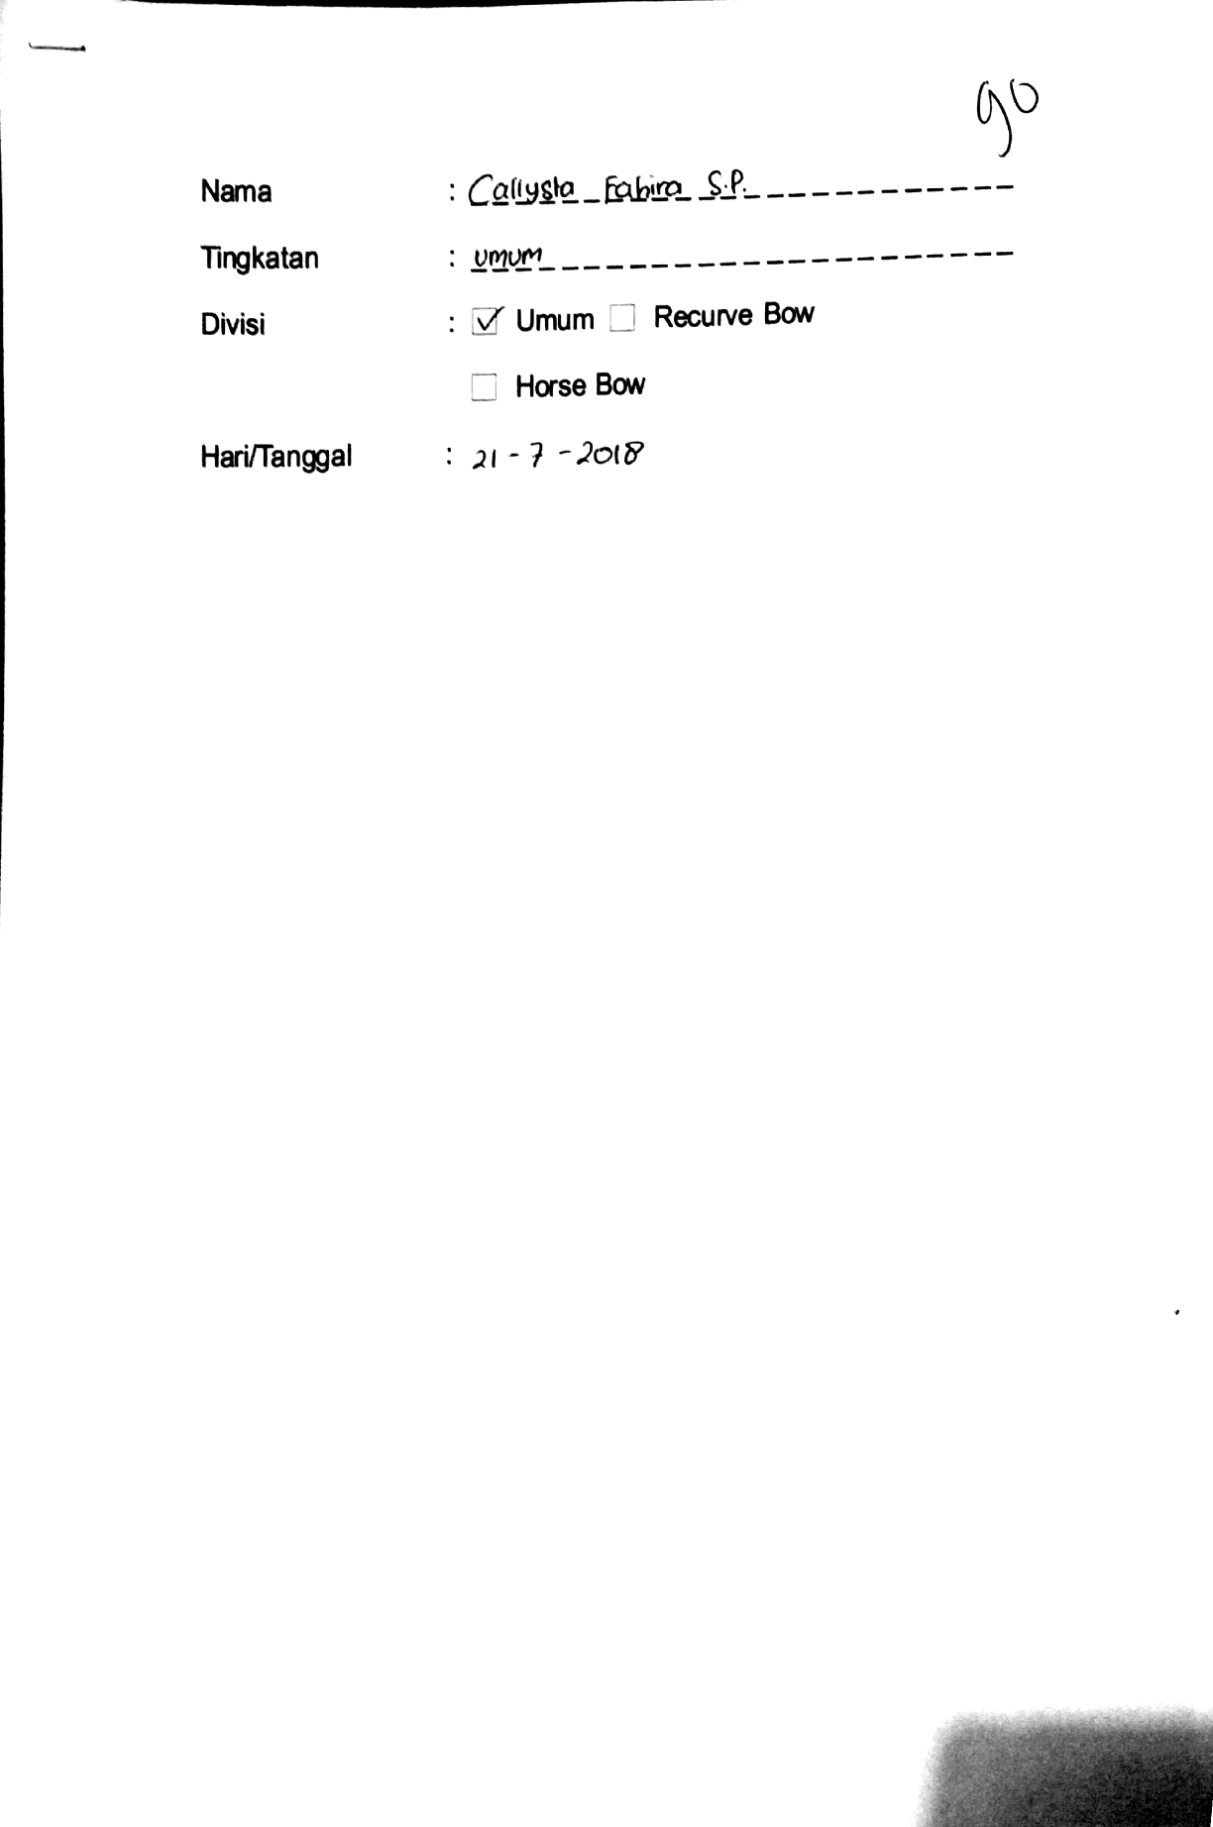 90
Nama : Callysta Fabira S.P.
Tingkatan : umum
Divisi : ☑ Umum ☐ Recurve Bow
☐ Horse Bow
Hari/Tanggal : 21-7-2018